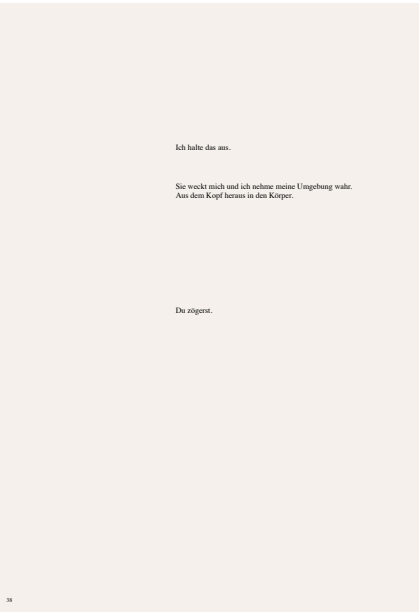 Ich halte das aus.
Sie weckt mich und ich nehme meine Umgebung wahr.
Aus dem Kopf heraus in den Körper.
Du zögerst.
38